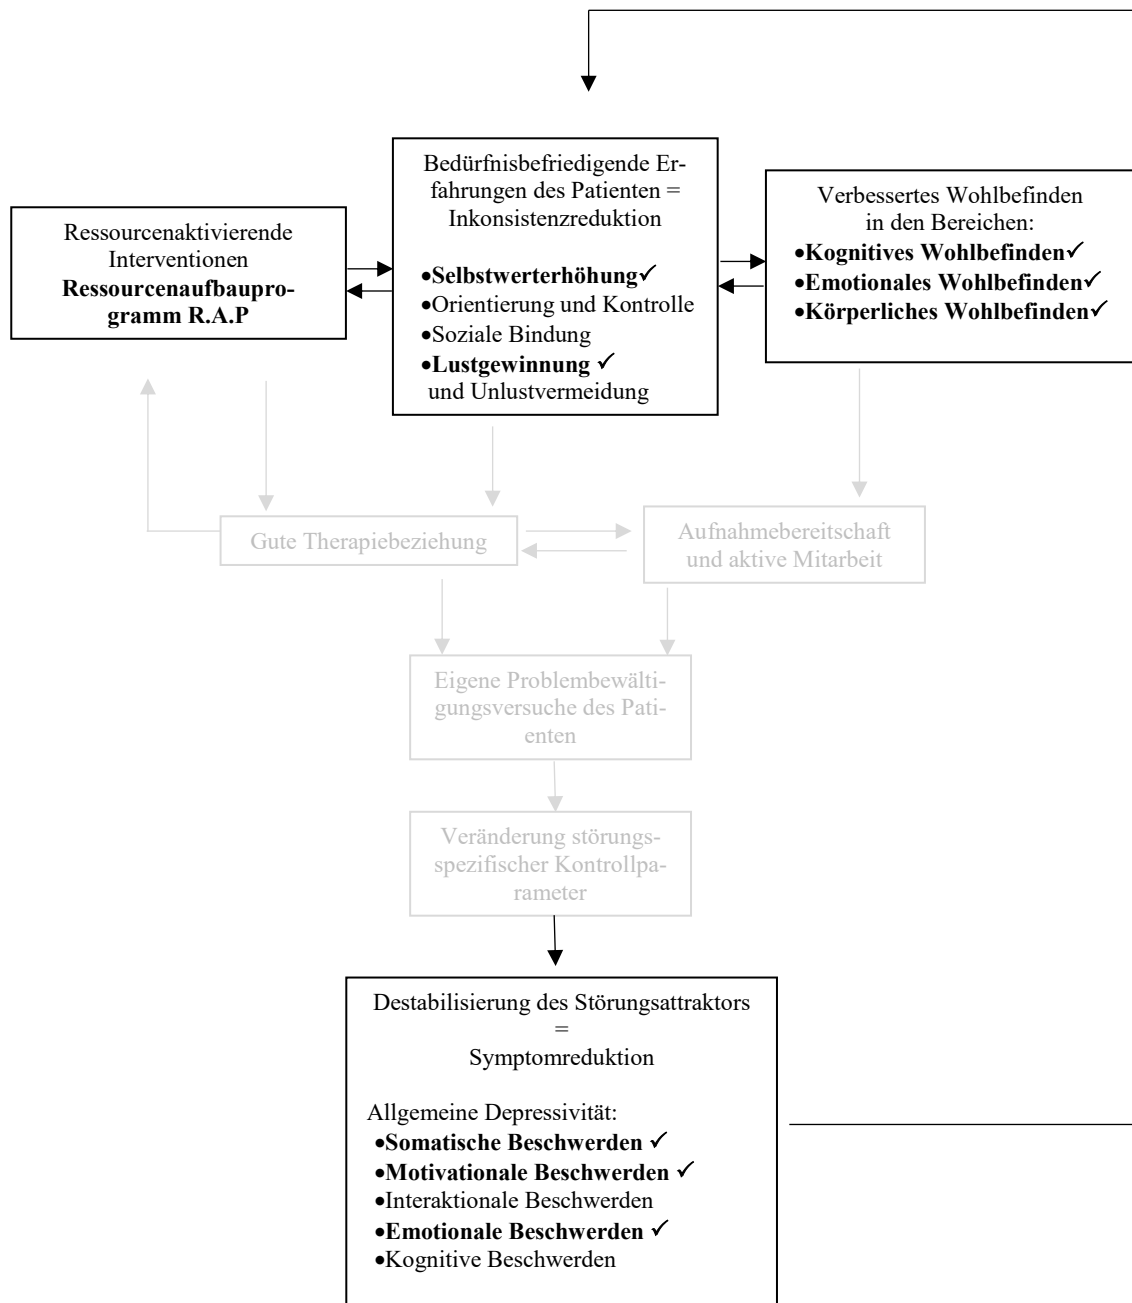 Ressourcenaktivierende
Interventionen
Ressourcenaufbaupro-
gramm R.A.P
Bedürfnisbefriedigende Er-
fahrungen des Patienten =
Inkonsistenzreduktion
•Selbstwerterhöhung✓
•Orientierung und Kontrolle
•Soziale Bindung
•Lustgewinnung ✓
und Unlustvermeidung
Verbessertes Wohlbefinden
in den Bereichen:
•Kognitives Wohlbefinden✓
•Emotionales Wohlbefinden✓
•Körperliches Wohlbefinden✓
Gute Therapiebeziehung
Aufnahmebereitschaft
und aktive Mitarbeit
Eigene Problembewälti-
gungsversuche des Pati-
enten
Veränderung störungs-
spezifischer Kontrollpa-
rameter
Destabilisierung des Störungsattraktors
=
Symptomreduktion
Allgemeine Depressivität:
•Somatische Beschwerden ✓
•Motivationale Beschwerden ✓
•Interaktionale Beschwerden
•Emotionale Beschwerden ✓
•Kognitive Beschwerden